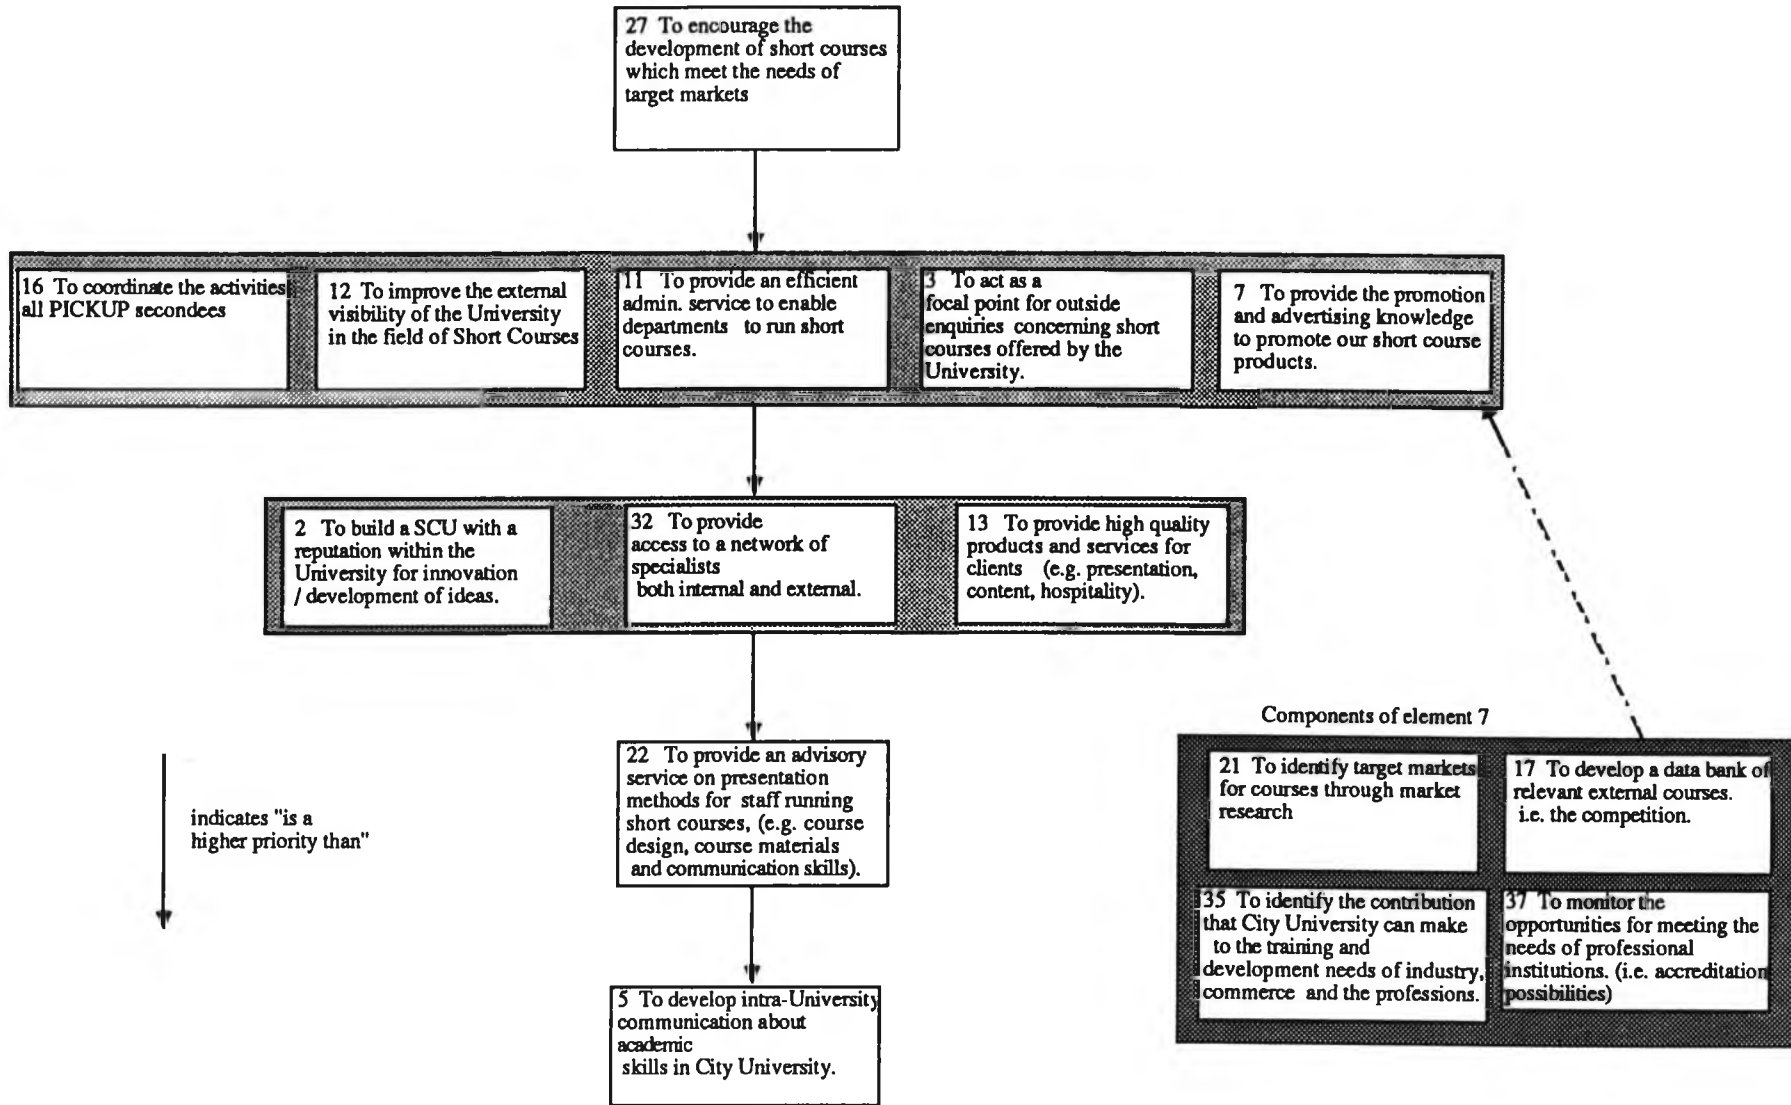 27 To encourage the
development of short courses
which meet the needs of
target markets
16 To coordinate the activities
all PICKUP secondees
12 To improve the external
visibility of the University
in the field of Short Courses
11 To provide an efficient
admin. service to enable
departments to run short
courses.
3 To act as a
focal point for outside
enquiries concerning short
courses offered by the
University.
7 To provide the promotion
and advertising knowledge
to promote our short course
products.
2 To build a SCU with a
reputation within the
University for innovation
/ development of ideas.
32 To provide
access to a network of
specialists
both internal and external.
13 To provide high quality
products and services for
clients (e.g. presentation,
content, hospitality).
22 To provide an advisory
service on presentation
methods for staff running
short courses, (e.g. course
design, course materials
and communication skills).
indicates "is a
higher priority than"
5 To develop intra-University
communication about
academic
skills in City University.
Components of element 7
21 To identify target markets
for courses through market
research
17 To develop a data bank of
relevant external courses.
i.e. the competition.
35 To identify the contribution
that City University can make
to the training and
development needs of industry,
commerce and the professions.
37 To monitor the
opportunities for meeting the
needs of professional
institutions. (i.e. accreditation
possibilities)